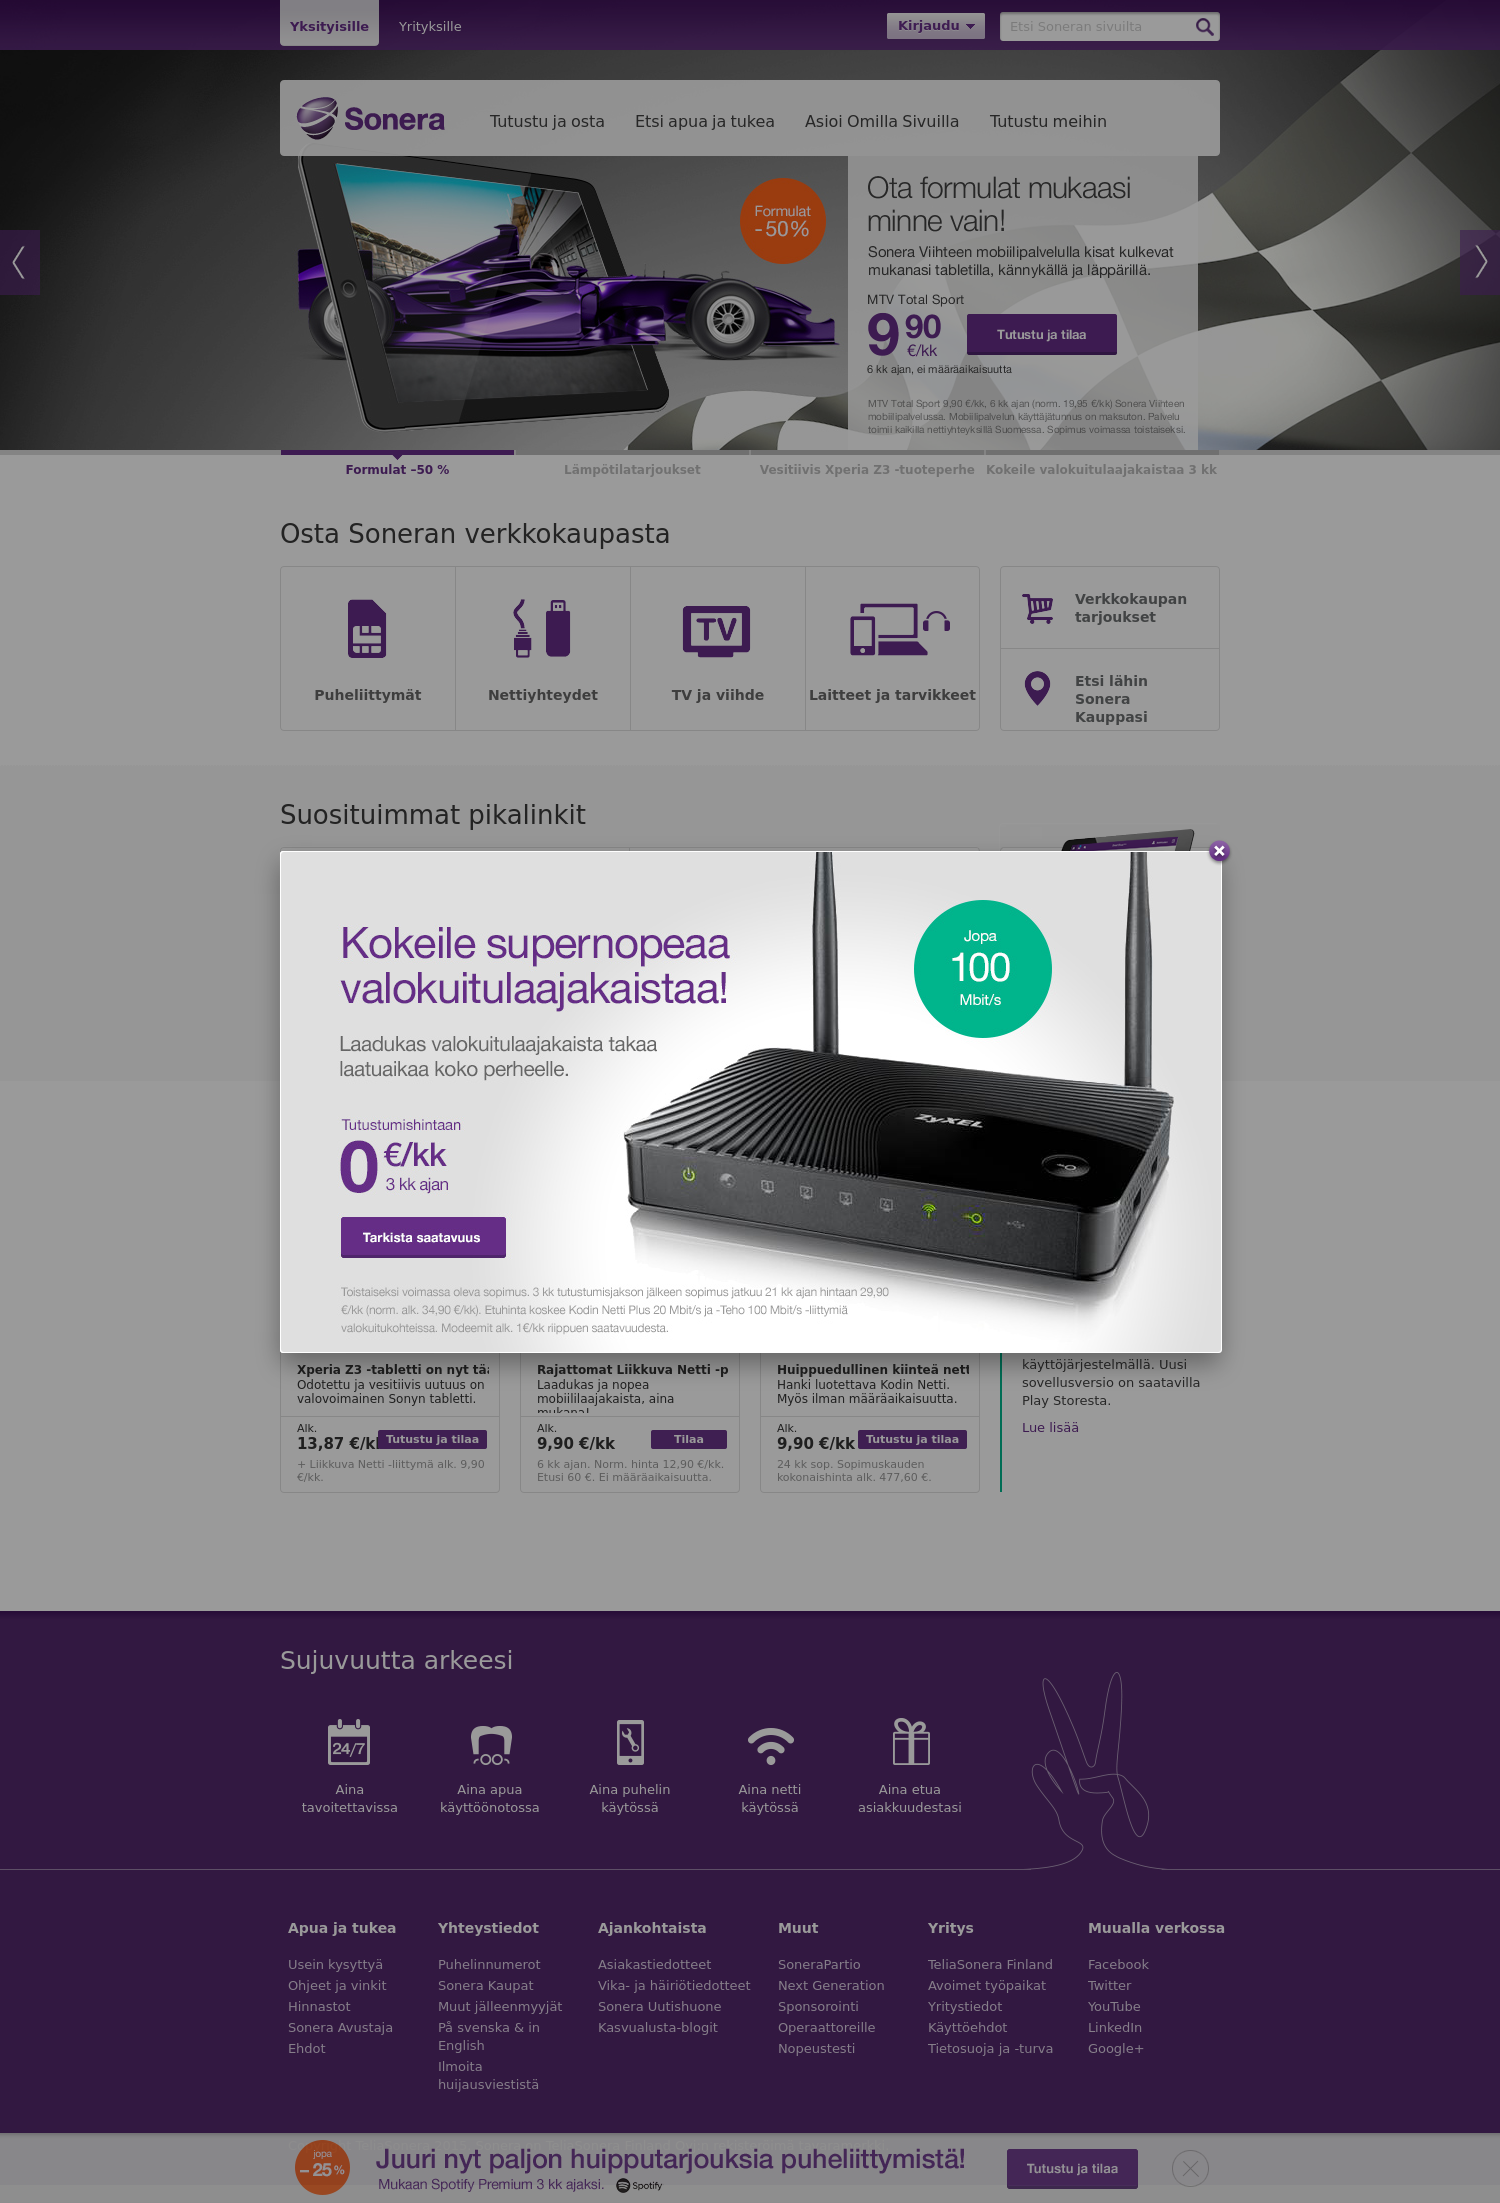 Yksityisille
Yrityksille
Kirjaudu
Etsi Soneran sivuilta
Sonera
Tutustu ja osta
Etsi apua ja tukea
Asioi Omilla Sivuilla
Tutustu meihin
Formulat
-50%
Ota formulat mukaasi
minne vain!
Sonera Viihteen mobiilipalvelulla kisat kulkevat
mukanasi tabletilla, kännykällä ja läppärillä.
MTV Total Sport
9 90
€/kk
Tutustu ja tilaa
6 kk ajan, ei määräaikaisuutta
MTV Total Sport 9,90 €/kk, 6 kk ajan (norm. 19,95 €/kk) Sonera Viihteen
mobiilipalvelussa. Mobiilipalvelun käyttäjätunnus on maksuton. Palvelu
toimii kaikilla nettiyhteyksillä Suomessa. Sopimus voimassa toistaiseksi.
Formulat –50 %
Lämpötilatarjoukset
Vesitiivis Xperia Z3 -tuoteperhe
Kokeile valokuitulaajakaistaa 3 kk
Osta Soneran verkkokaupasta
TV
Puheliittymät
Nettiyhteydet
TV ja viihde
Laitteet ja tarvikkeet
Verkkokaupan
tarjoukset
Etsi lähin
Sonera
Kauppasi
Suosituimmat pikalinkit
Kokeile supernopeaa
valokuitulaajakaistaa!
Jopa
100
Mbit/s
Laadukas valokuitulaajakaista takaa
laatuaikaa koko perheelle.
ZyXEL
Tutustumishintaan
0 €/kk
3 kk ajan
1 2 3 4
Tarkista saatavuus
Toistaiseksi voimassa oleva sopimus. 3 kk tutustumisjakson jälkeen sopimus jatkuu 21 kk ajan hintaan 29,90
€/kk (norm. alk. 34,90 €/kk). Etuhinta koskee Kodin Netti Plus 20 Mbit/s ja -Teho 100 Mbit/s -liittymiä
valokuitukohteissa. Modeemit alk. 1€/kk riippuen saatavuudesta.
Xperia Z3 -tabletti on nyt tää
Odotettu ja vesitiivis uutuus on
valovoimainen Sonyn tabletti.
Alk.
13,87 €/kk
Tutustu ja tilaa
+ Liikkuva Netti -liittymä alk. 9,90
€/kk.
Rajattomat Liikkuva Netti -p
Laadukas ja nopea
mobiililaajakaista, aina
mukana!
Alk.
9,90 €/kk
Tilaa
6 kk ajan. Norm. hinta 12,90 €/kk.
Etusi 60 €. Ei määräaikaisuutta.
Huippuedullinen kiinteä nett
Hanki luotettava Kodin Netti.
Myös ilman määräaikaisuutta.
Alk.
9,90 €/kk
Tutustu ja tilaa
24 kk sop. Sopimuskauden
kokonaishinta alk. 477,60 €.
käyttöjärjestelmällä. Uusi
sovellusversio on saatavilla
Play Storesta.
Lue lisää
Sujuvuutta arkeesi
24/7
Aina
tavoitettavissa
Aina apua
käyttöönotossa
Aina puhelin
käytössä
Aina netti
käytössä
Aina etua
asiakkuudestasi
Apua ja tukea
Usein kysyttyä
Ohjeet ja vinkit
Hinnastot
Sonera Avustaja
Ehdot
Yhteystiedot
Puhelinnumerot
Sonera Kaupat
Muut jälleenmyyjät
På svenska & in
English
Ilmoita
huijausviestistä
Ajankohtaista
Asiakastiedotteet
Vika- ja häiriötiedotteet
Sonera Uutishuone
Kasvualusta-blogit
Muut
SoneraPartio
Next Generation
Sponsorointi
Operaattoreille
Nopeustesti
Yritys
TeliaSonera Finland
Avoimet työpaikat
Yritystiedot
Käyttöehdot
Tietosuoja ja -turva
Muualla verkossa
Facebook
Twitter
YouTube
LinkedIn
Google+
jopa
–25%
Juuri nyt paljon huipputarjouksia puheliittymistä!
Mukaan Spotify Premium 3 kk ajaksi.
Spotify
Tutustu ja tilaa